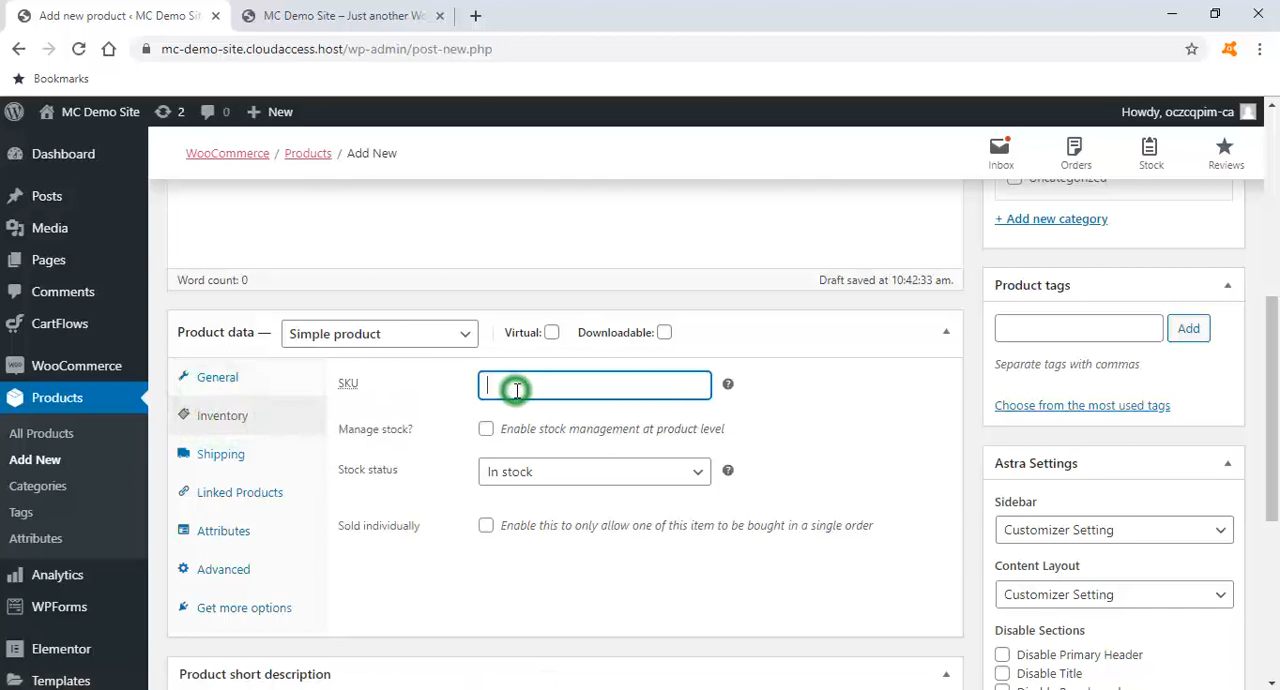 Add new product ‹ MC Demo Sit
MC Demo Site – Just another Wo
mc-demo-site.cloudaccess.host/wp-admin/post-new.php
Bookmarks
MC Demo Site 2 0 New Howdy, oczcqpim-ca
Dashboard
Posts
Media
Pages
Comments
CartFlows
WooCommerce
Products
All Products
Add New
Categories
Tags
Attributes
Analytics
WPForms
Elementor
Templates
WooCommerce / Products / Add New
Inbox Orders Stock Reviews
Word count: 0 Draft saved at 10:42:33 am.
Product data — Simple product Virtual: Downloadable:
General
Inventory
Shipping
Linked Products
Attributes
Advanced
Get more options
SKU
Manage stock? Enable stock management at product level
Stock status In stock
Sold individually Enable this to only allow one of this item to be bought in a single order
Product short description
Uncategorized
+ Add new category
Product tags
Add
Separate tags with commas
Choose from the most used tags
Astra Settings
Sidebar
Customizer Setting
Content Layout
Customizer Setting
Disable Sections
Disable Primary Header
Disable Title